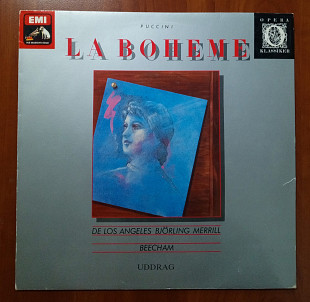 EMI
PUCCINI
LA BOHEME
OPERA
KLASSIKER
DE LOS ANGELES BJÖRLING MERRILL
BEECHAM
UDDRAG